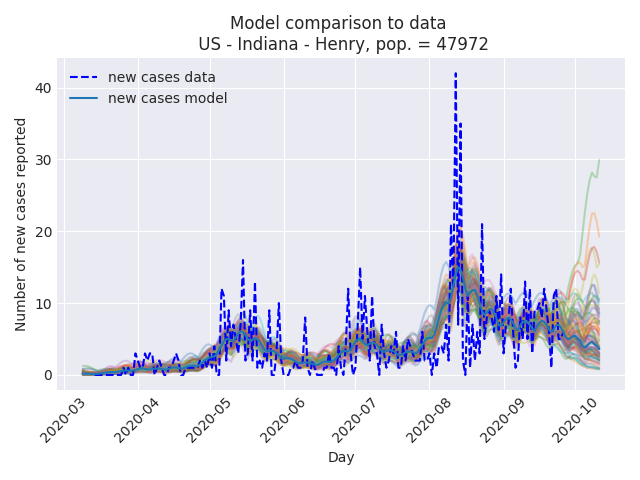 Model comparison to data
US - Indiana - Henry, pop. = 47972
new cases data
new cases model
Number of new cases reported
40
30
20
10
0
2020-03
2020-04
2020-05
2020-06
2020-07
2020-08
2020-09
2020-10
Day